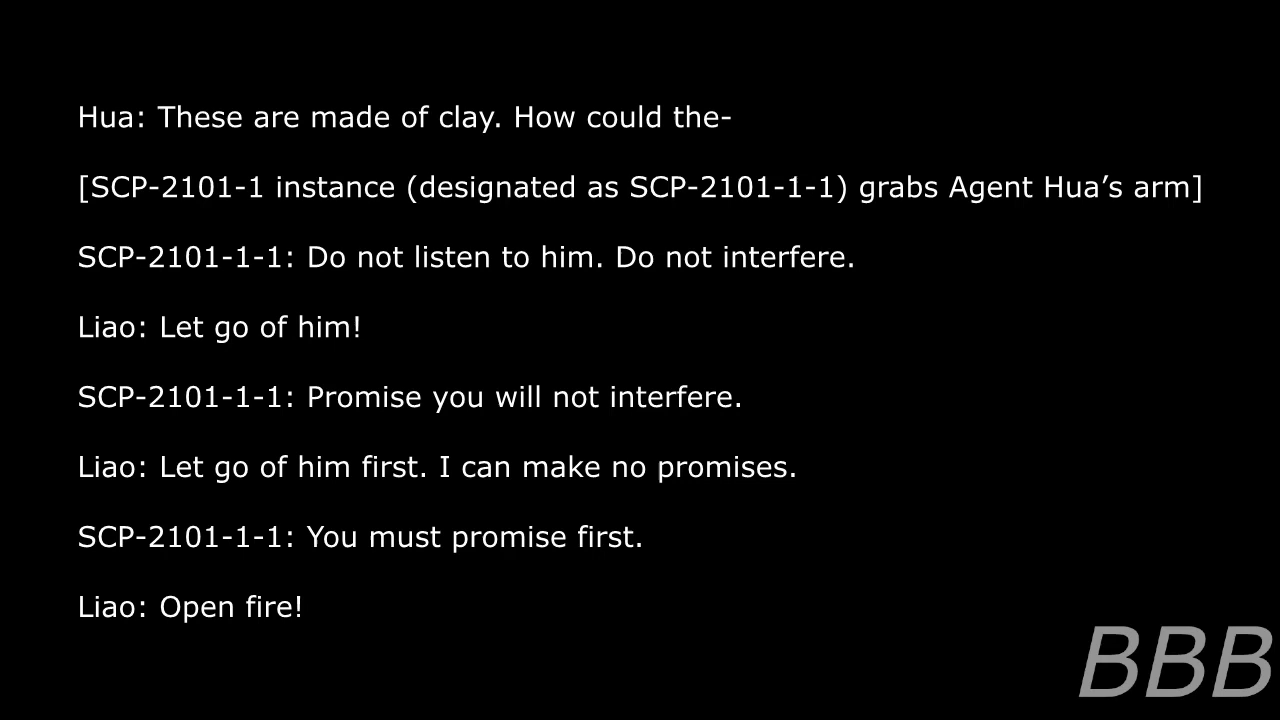 Hua: These are made of clay. How could the-
[SCP-2101-1 instance (designated as SCP-2101-1-1) grabs Agent Hua’s arm]
SCP-2101-1-1: Do not listen to him. Do not interfere.
Liao: Let go of him!
SCP-2101-1-1: Promise you will not interfere.
Liao: Let go of him first. I can make no promises.
SCP-2101-1-1: You must promise first.
Liao: Open fire!
BBB